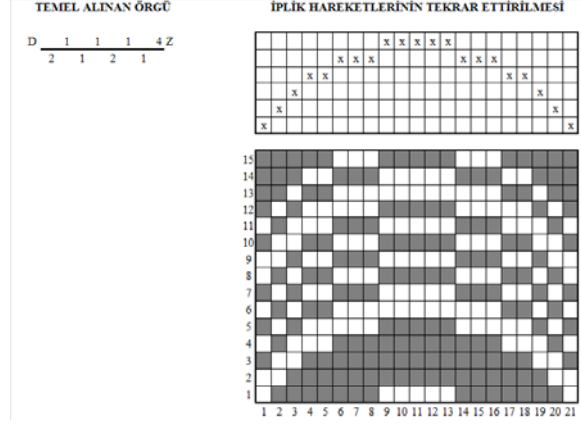 TEMEL ALINAN ÖRGÜ
D 1 1 1 4 Z
2 1 2 1
İPLİK HAREKETLERİNİN TEKRAR ETTİRİLMESİ
x x x x x
x x x x x x
x x x x
x x
x x
x x
15
14
13
12
11
10
9
8
7
6
5
4
3
2
1
1 2 3 4 5 6 7 8 9 10 11 12 13 14 15 16 17 18 19 20 21